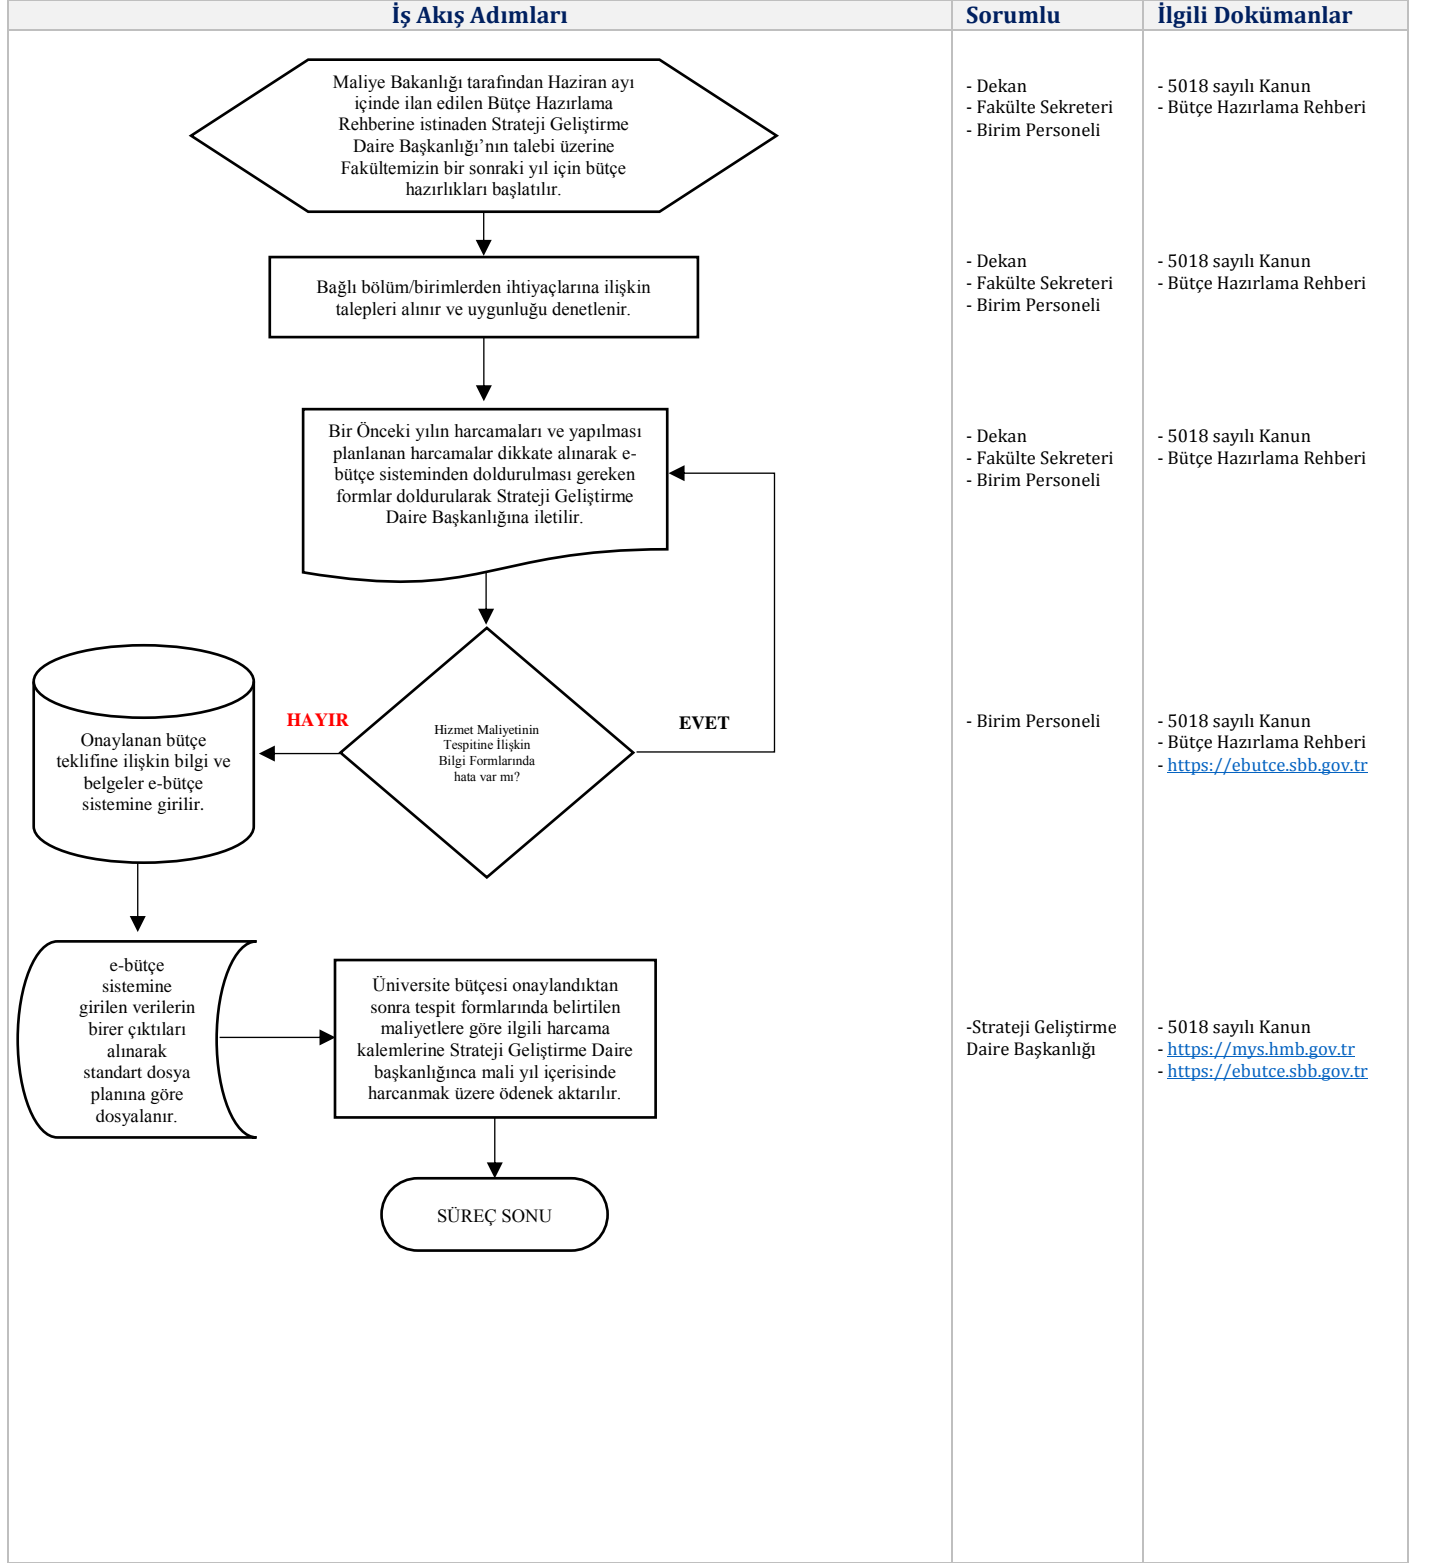 İş Akış Adımları
Sorumlu
İlgili Dokümanlar
Maliye Bakanlığı tarafından Haziran ayı
içinde ilan edilen Bütçe Hazırlama
Rehberine istinaden Strateji Geliştirme
Daire Başkanlığı’nın talebi üzerine
Fakültemizin bir sonraki yıl için bütçe
hazırlıkları başlatılır.
- Dekan
- Fakülte Sekreteri
- Birim Personeli
- 5018 sayılı Kanun
- Bütçe Hazırlama Rehberi
Bağlı bölüm/birimlerden ihtiyaçlarına ilişkin
talepleri alınır ve uygunluğu denetlenir.
- Dekan
- Fakülte Sekreteri
- Birim Personeli
- 5018 sayılı Kanun
- Bütçe Hazırlama Rehberi
Bir Önceki yılın harcamaları ve yapılması
planlanan harcamalar dikkate alınarak e-
bütçe sisteminden doldurulması gereken
formlar doldurularak Strateji Geliştirme
Daire Başkanlığına iletilir.
- Dekan
- Fakülte Sekreteri
- Birim Personeli
- 5018 sayılı Kanun
- Bütçe Hazırlama Rehberi
Hizmet Maliyetinin
Tespitine İlişkin
Bilgi Formlarında
hata var mı?
HAYIR
EVET
Onaylanan bütçe
teklifine ilişkin bilgi ve
belgeler e-bütçe
sistemine girilir.
- Birim Personeli
- 5018 sayılı Kanun
- Bütçe Hazırlama Rehberi
- https://ebutce.sbb.gov.tr
e-bütçe
sistemine
girilen verilerin
birer çıktıları
alınarak
standart dosya
planına göre
dosyalanır.
Üniversite bütçesi onaylandıktan
sonra tespit formlarında belirtilen
maliyetlere göre ilgili harcama
kalemlerine Strateji Geliştirme Daire
başkanlığınca mali yıl içerisinde
harcanmak üzere ödenek aktarılır.
-Strateji Geliştirme
Daire Başkanlığı
- 5018 sayılı Kanun
- https://mys.hmb.gov.tr
- https://ebutce.sbb.gov.tr
SÜREÇ SONU